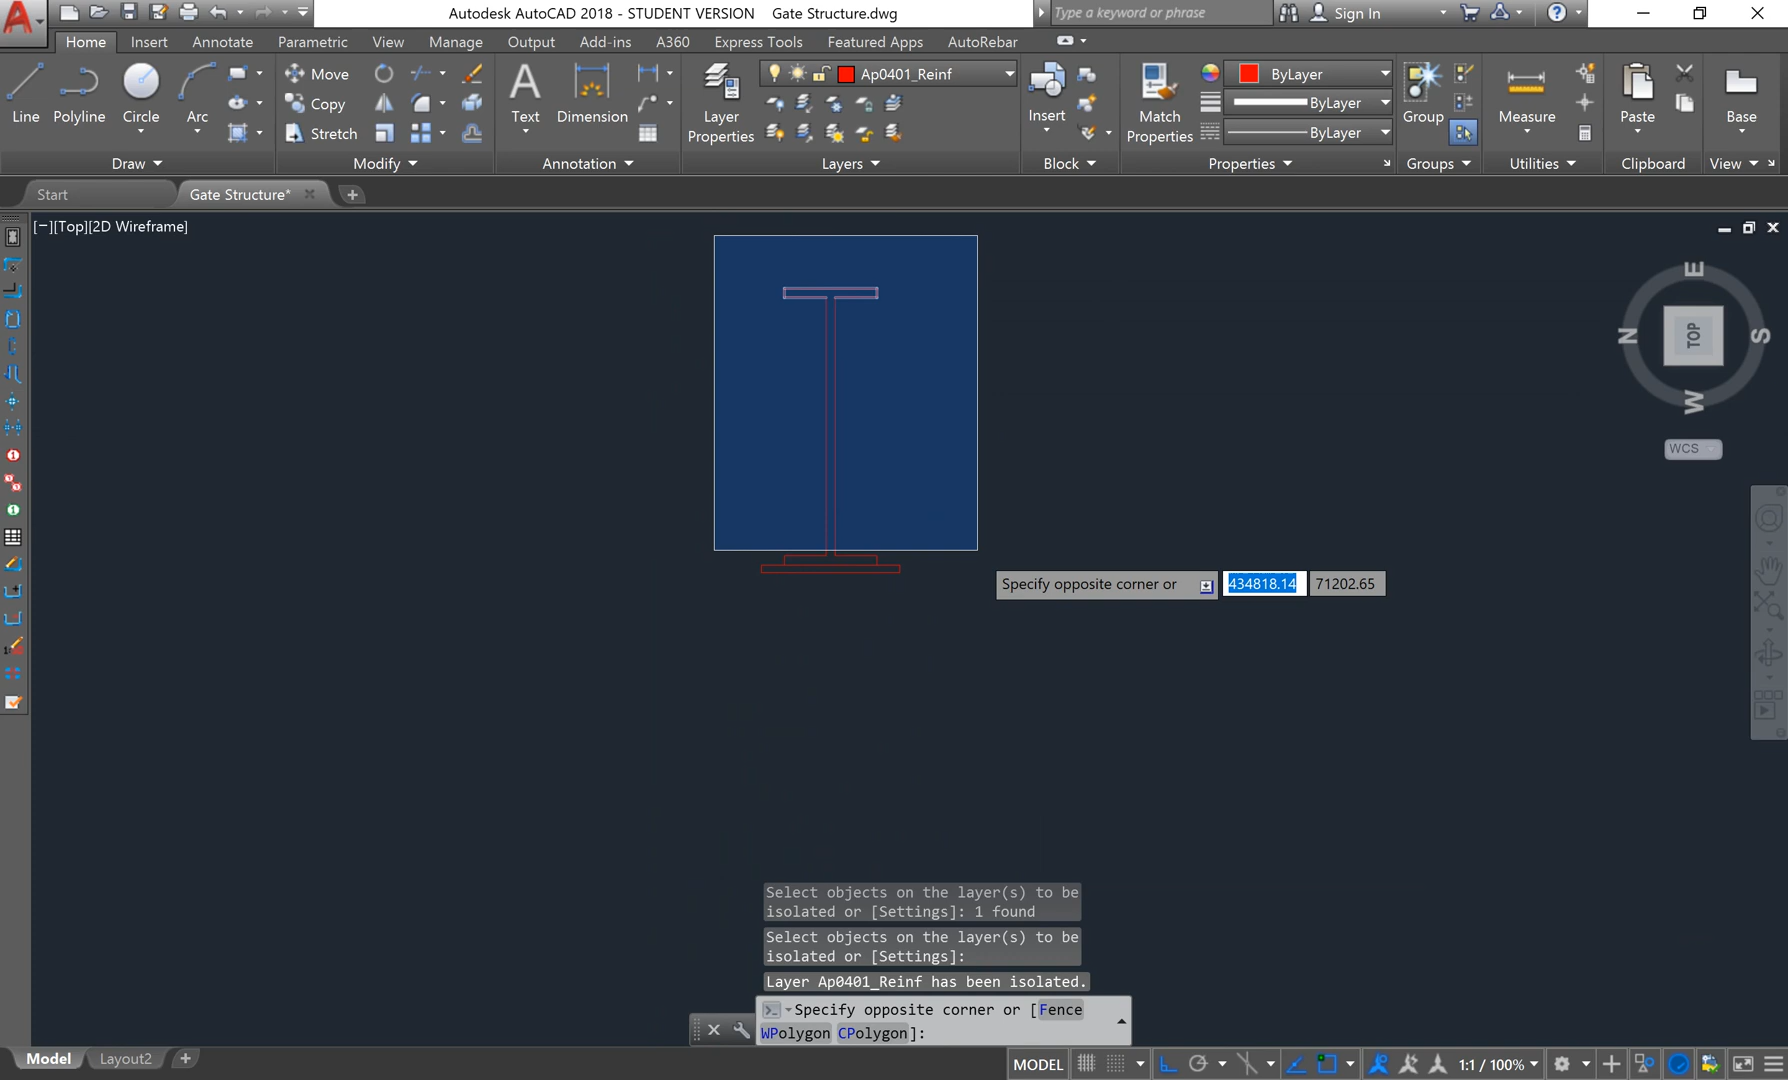 Autodesk AutoCAD 2018 - STUDENT VERSION Gate Structure.dwg
Type a keyword or phrase
Sign In
Home Insert Annotate Parametric View Manage Output Add-ins A360 Express Tools Featured Apps AutoRebar
Line Polyline Circle Arc
Move
Copy
Stretch
Text Dimension
Layer Properties
Ap0401_Reinf
Insert
Match Properties
ByLayer
ByLayer
ByLayer
Group
Measure
Paste
Base
Draw Modify Annotation Layers Block Properties Groups Utilities Clipboard View
Start Gate Structure*
[−][Top][2D Wireframe]
E
N TOP S
W
WCS
Specify opposite corner or 434818.14 71202.65
Select objects on the layer(s) to be
isolated or [Settings]: 1 found
Select objects on the layer(s) to be
isolated or [Settings]:
Layer Ap0401_Reinf has been isolated.
Specify opposite corner or [Fence
WPolygon CPolygon]:
Model Layout2
MODEL 1:1 / 100%